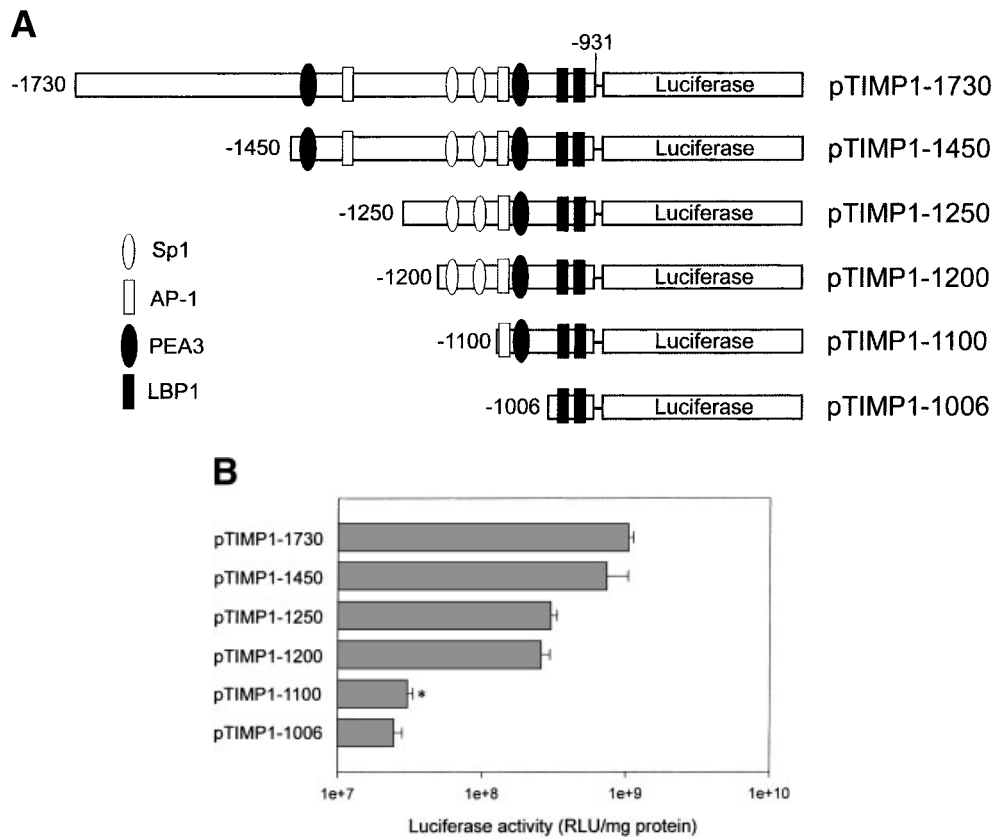 A
-931
-1730 Luciferase pTIMP1-1730
-1450 Luciferase pTIMP1-1450
-1250 Luciferase pTIMP1-1250
-1200 Luciferase pTIMP1-1200
-1100 Luciferase pTIMP1-1100
-1006 Luciferase pTIMP1-1006
Sp1
AP-1
PEA3
LBP1
B
pTIMP1-1730
pTIMP1-1450
pTIMP1-1250
pTIMP1-1200
pTIMP1-1100 *
pTIMP1-1006
1e+7 1e+8 1e+9 1e+10
Luciferase activity (RLU/mg protein)